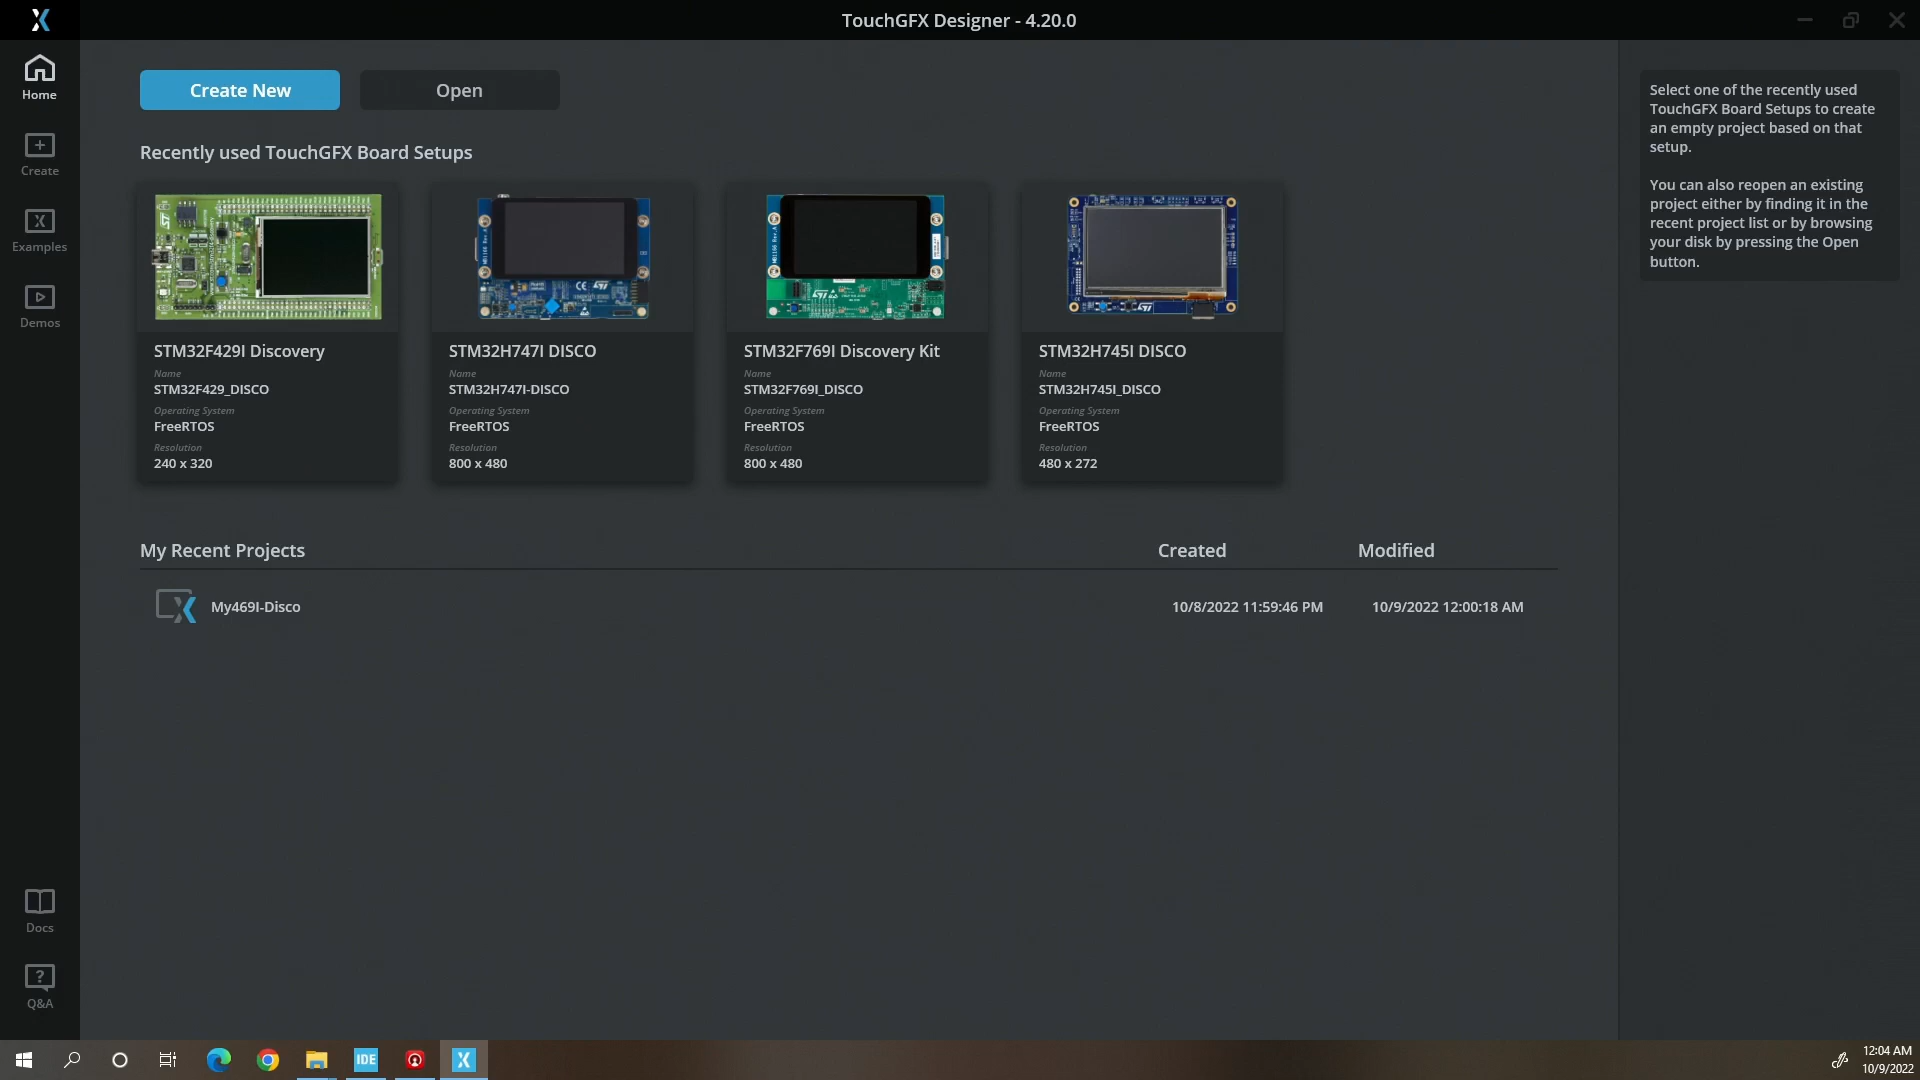 TouchGFX Designer - 4.20.0
Home
Create
Examples
Demos
Docs
Q&A
Create New
Open
Recently used TouchGFX Board Setups
STM32F429I Discovery
Name
STM32F429_DISCO
Operating System
FreeRTOS
Resolution
240 x 320
STM32H747I DISCO
Name
STM32H747I-DISCO
Operating System
FreeRTOS
Resolution
800 x 480
STM32F769I Discovery Kit
Name
STM32F769I_DISCO
Operating System
FreeRTOS
Resolution
800 x 480
STM32H745I DISCO
Name
STM32H745I_DISCO
Operating System
FreeRTOS
Resolution
480 x 272
My Recent Projects
Created
Modified
My469I-Disco
10/8/2022 11:59:46 PM
10/9/2022 12:00:18 AM
Select one of the recently used
TouchGFX Board Setups to create
an empty project based on that
setup.
You can also reopen an existing
project either by finding it in the
recent project list or by browsing
your disk by pressing the Open
button.
IDE
12:04 AM
10/9/2022